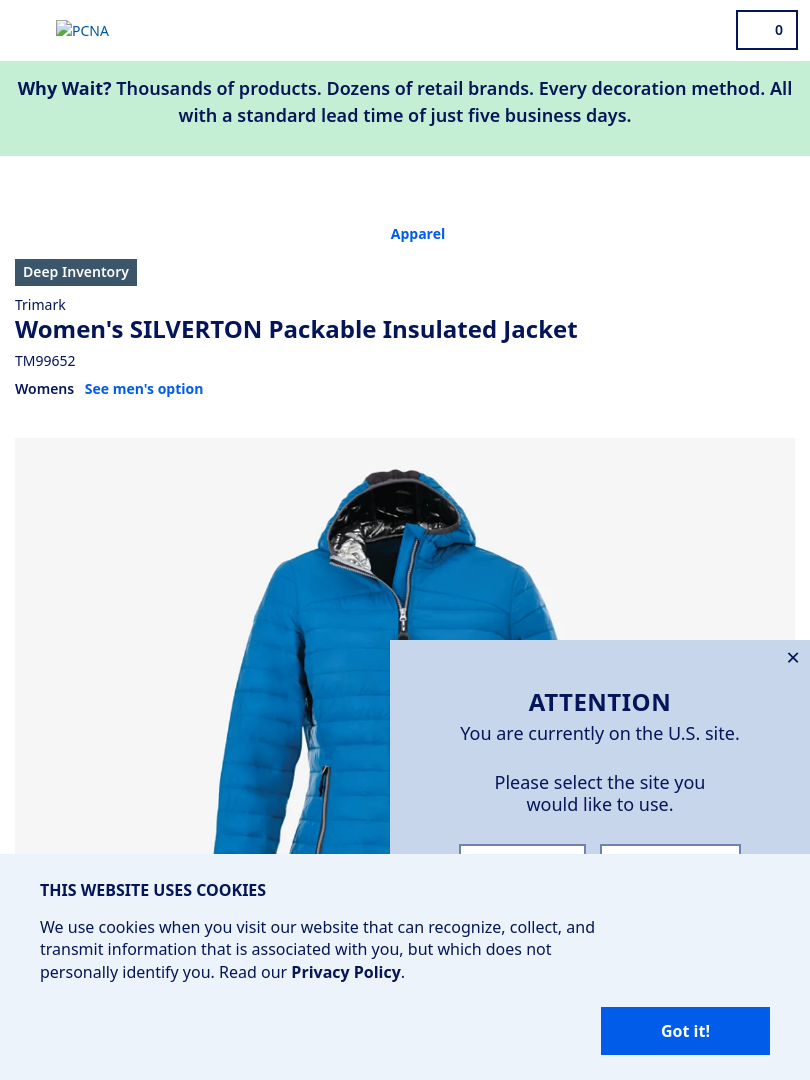 PCNA
0
Why Wait? Thousands of products. Dozens of retail brands. Every decoration method. All
with a standard lead time of just five business days.
Apparel
Deep Inventory
Trimark
Women's SILVERTON Packable Insulated Jacket
TM99652
Womens See men's option
×
ATTENTION
You are currently on the U.S. site.
Please select the site you
would like to use.
THIS WEBSITE USES COOKIES
We use cookies when you visit our website that can recognize, collect, and
transmit information that is associated with you, but which does not
personally identify you. Read our Privacy Policy.
Got it!